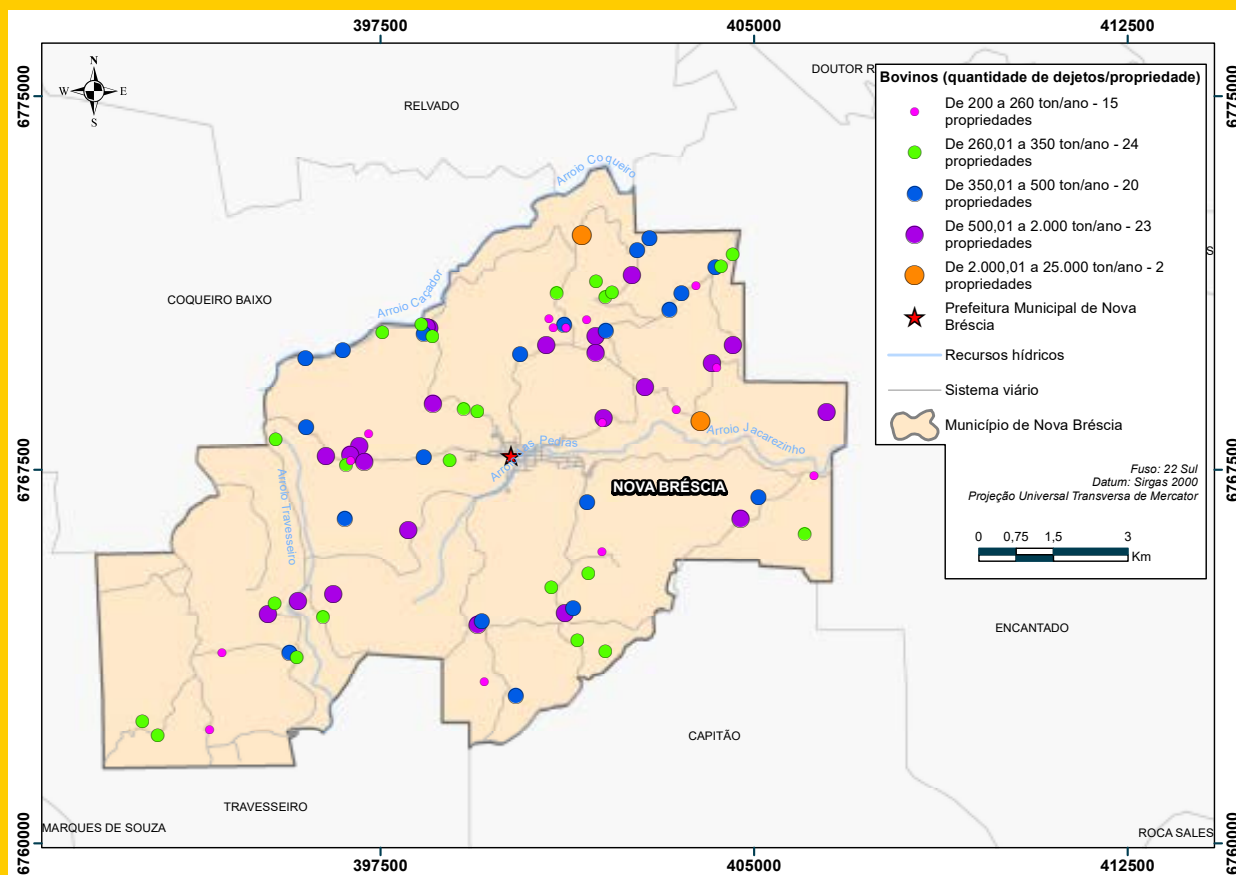 397500
405000
412500
6775000
6775000
N
W
E
S
DOUTOR R
RELVADO
Bovinos (quantidade de dejetos/propriedade)
De 200 a 260 ton/ano - 15
propriedades
De 260,01 a 350 ton/ano - 24
propriedades
De 350,01 a 500 ton/ano - 20
propriedades
De 500,01 a 2.000 ton/ano - 23
propriedades
De 2.000,01 a 25.000 ton/ano - 2
propriedades
Prefeitura Municipal de Nova
Bréscia
Recursos hídricos
Sistema viário
Município de Nova Bréscia
Fuso: 22 Sul
Datum: Sirgas 2000
Projeção Universal Transversa de Mercator
0 0,75 1,5 3
Km
S
Arroio Coqueiro
COQUEIRO BAIXO
Arroio Caçador
Arroio Jacarezinho
Pedras
6767500
6767500
NOVA BRÉSCIA
Arroio Travesseiro
ENCANTADO
CAPITÃO
TRAVESSEIRO
MARQUES DE SOUZA
ROCA SALES
6760000
6760000
397500
405000
412500